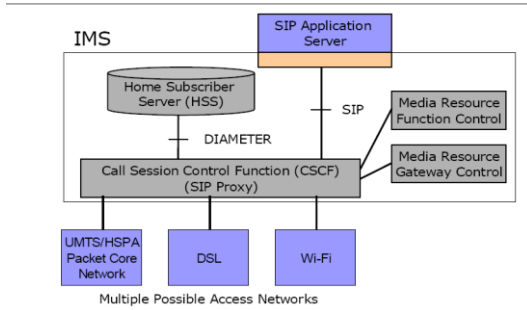 IMS
SIP Application
Server
Home Subscriber
Server (HSS)
SIP
Media Resource
Function Control
DIAMETER
Call Session Control Function (CSCF)
(SIP Proxy)
Media Resource
Gateway Control
UMTS/HSPA
Packet Core
Network
DSL
Wi-Fi
Multiple Possible Access Networks